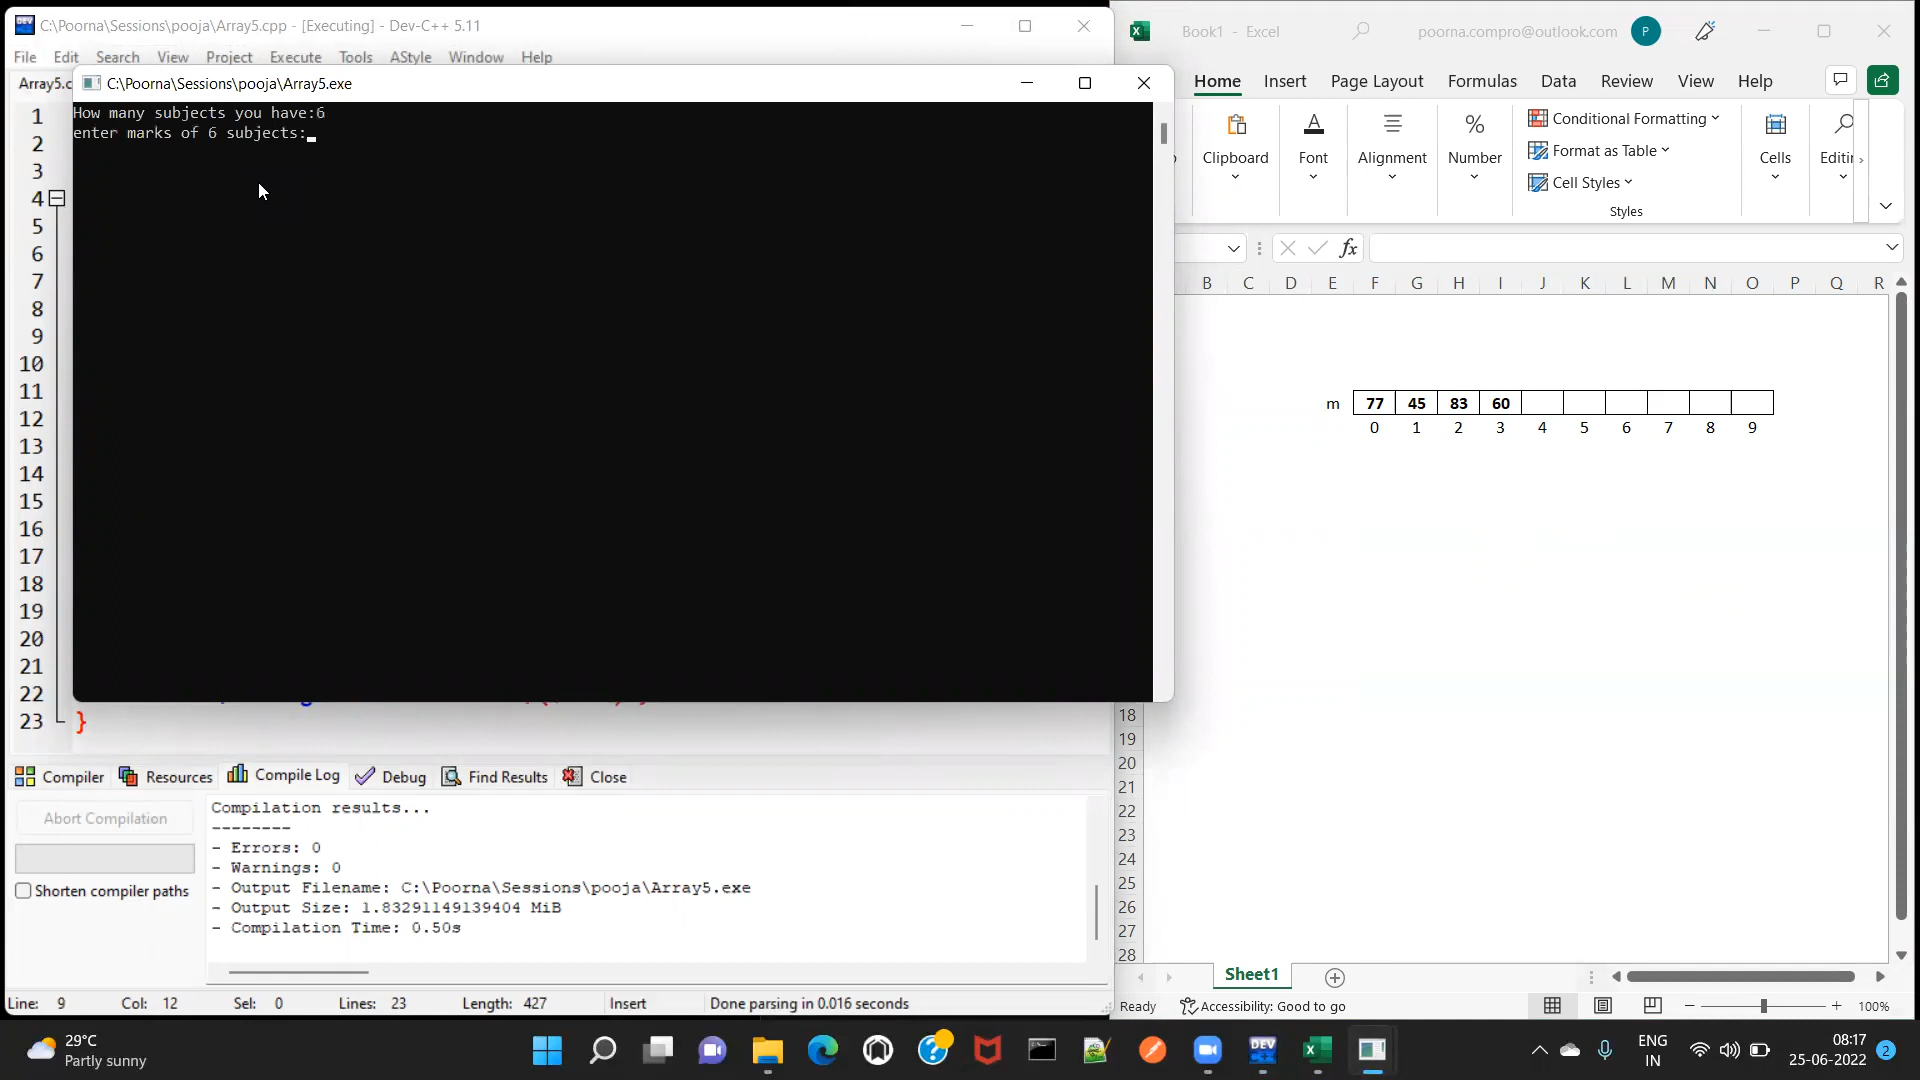 C:\Poorna\Sessions\pooja\Array5.cpp - [Executing] - Dev-C++ 5.11
File Edit Search View Project Execute Tools AStyle Window Help
Array5.c
C:\Poorna\Sessions\pooja\Array5.exe
How many subjects you have:6
enter marks of 6 subjects:
1
2
3
4
5
6
7
8
9
10
11
12
13
14
15
16
17
18
19
20
21
22
23 }
Compiler Resources Compile Log Debug Find Results Close
Abort Compilation
Shorten compiler paths
Compilation results...
--------
- Errors: 0
- Warnings: 0
- Output Filename: C:\Poorna\Sessions\pooja\Array5.exe
- Output Size: 1.83291149139404 MiB
- Compilation Time: 0.50s
Line: 9 Col: 12 Sel: 0 Lines: 23 Length: 427 Insert Done parsing in 0.016 seconds
Book1 - Excel poorna.compro@outlook.com P
Home Insert Page Layout Formulas Data Review View Help
Clipboard Font Alignment Number
Conditional Formatting
Format as Table
Cell Styles
Styles
Cells
Editi
fx
B C D E F G H I J K L M N O P Q R
m 77 45 83 60
0 1 2 3 4 5 6 7 8 9
18
19
20
21
22
23
24
25
26
27
28
Sheet1
Ready Accessibility: Good to go 100%
29°C
Partly sunny
DEV
ENG
IN
08:17
25-06-2022
2